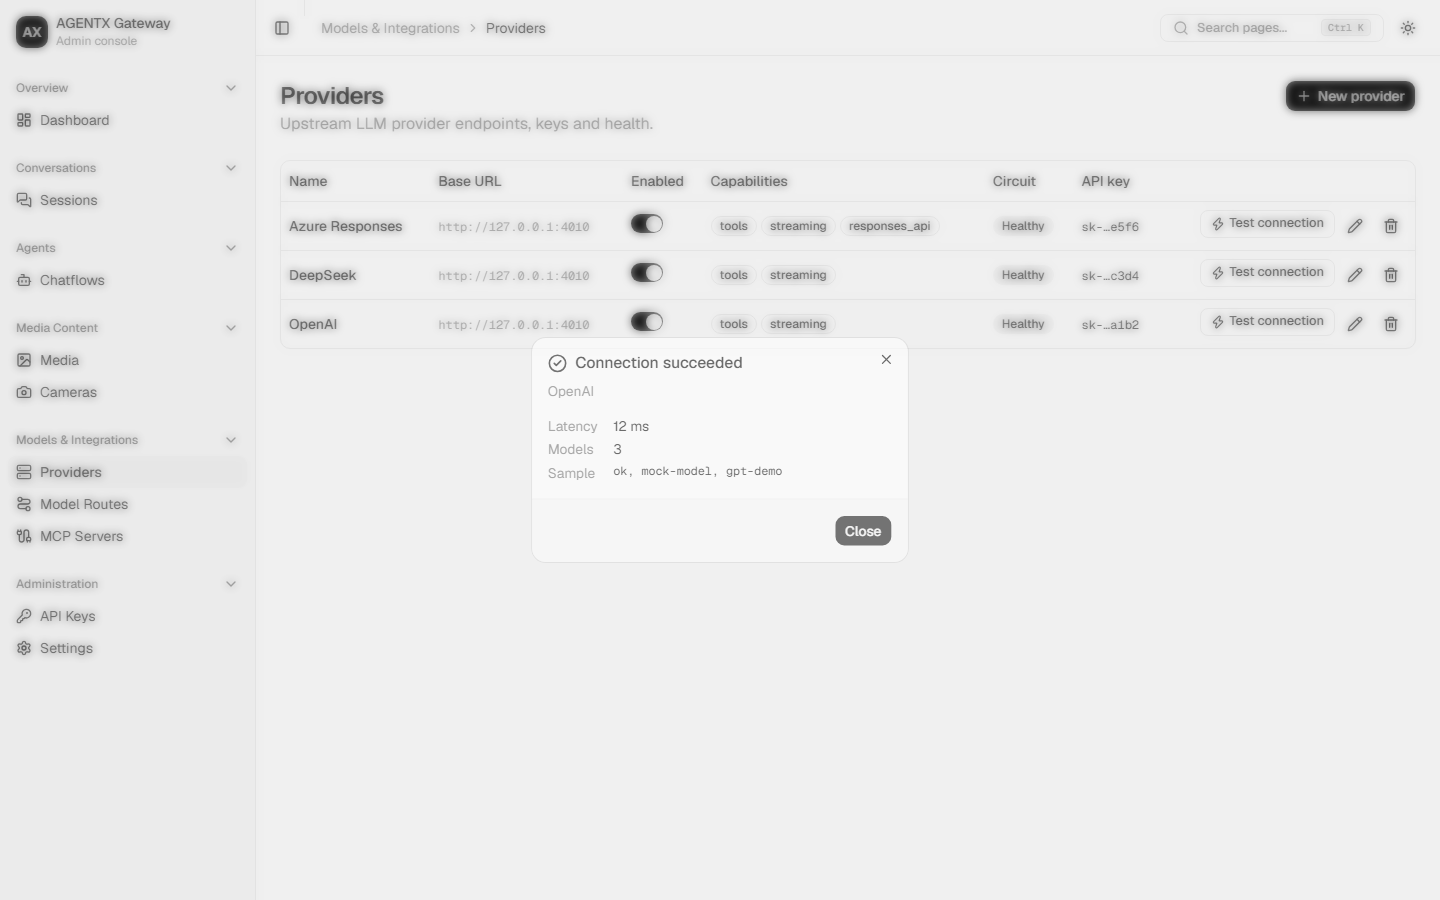 AX
AGENTX Gateway
Admin console
Overview
Dashboard
Conversations
Sessions
Agents
Chatflows
Media Content
Media
Cameras
Models & Integrations
Providers
Model Routes
MCP Servers
Administration
API Keys
Settings
Models & Integrations > Providers
Search pages... Ctrl K
Providers
Upstream LLM provider endpoints, keys and health.
New provider
Name Base URL Enabled Capabilities Circuit API key
Azure Responses http://127.0.0.1:4010 tools streaming responses_api Healthy sk-…e5f6 Test connection
DeepSeek http://127.0.0.1:4010 tools streaming Healthy sk-…c3d4 Test connection
OpenAI http://127.0.0.1:4010 tools streaming Healthy sk-…a1b2 Test connection
Connection succeeded
OpenAI
Latency 12 ms
Models 3
Sample ok, mock-model, gpt-demo
Close